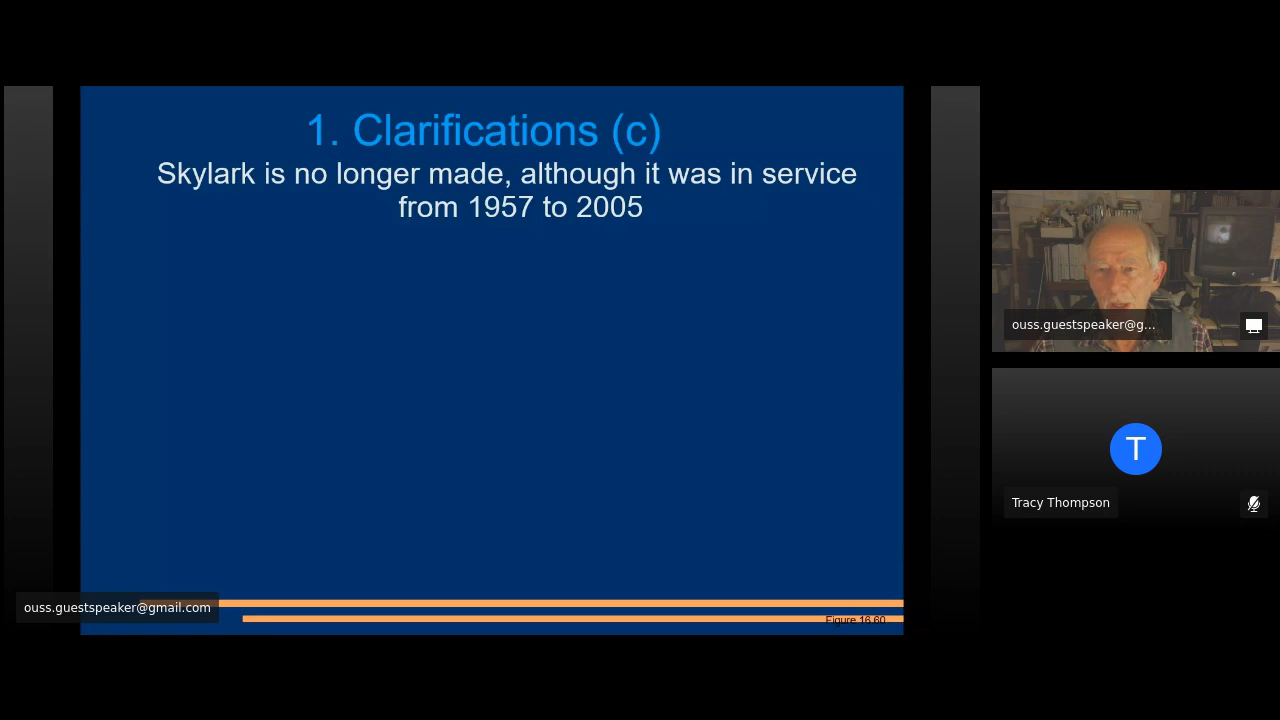 1. Clarifications (c)
Skylark is no longer made, although it was in service
from 1957 to 2005
ouss.guestspeaker@g...
T
Tracy Thompson
ouss.guestspeaker@gmail.com
Figure 16.60